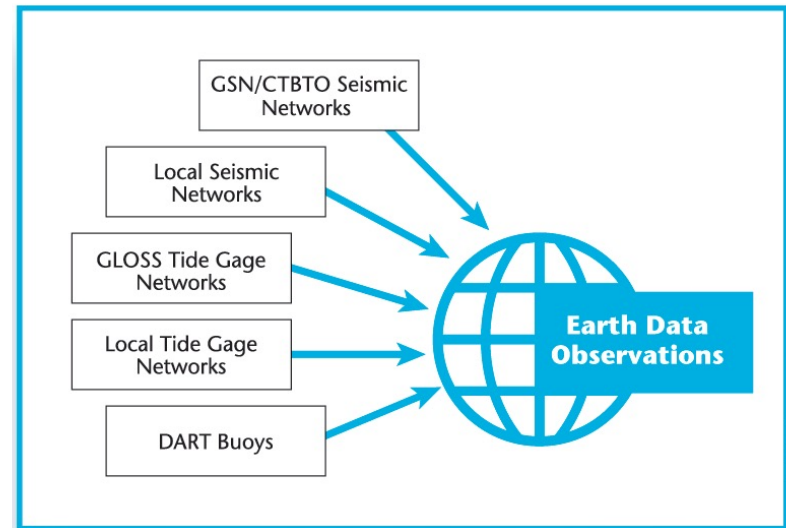 GSN/CTBTO Seismic
Networks
Local Seismic
Networks
GLOSS Tide Gage
Networks
Local Tide Gage
Networks
DART Buoys
Earth Data
Observations